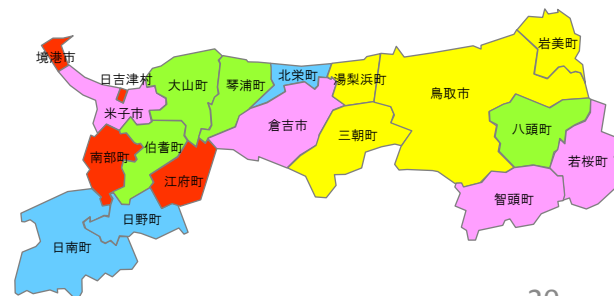 岩美町
境港市
日吉津村
大山町
琴浦町
北栄町
湯梨浜町
鳥取市
米子市
倉吉市
三朝町
八頭町
南部町
伯耆町
江府町
若桜町
智頭町
日野町
日南町